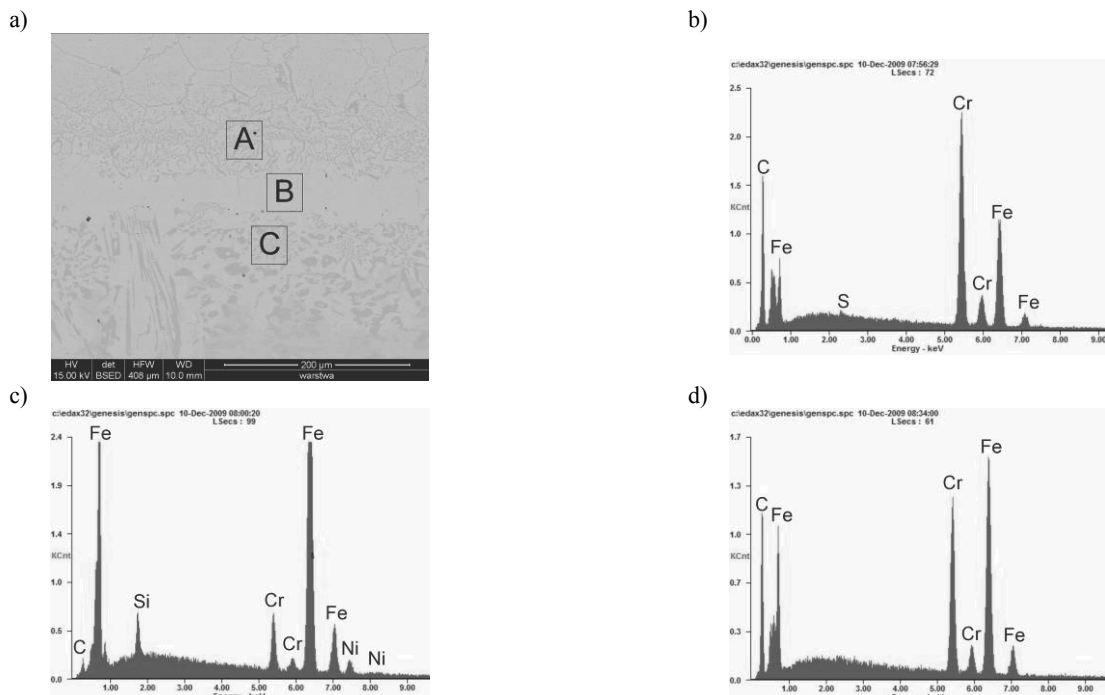 a)
A
B
C
HV det HFW WD 200 µm
15.00 kV BSED 408 µm 10.0 mm warstwa
b)
c:\edax32\genesis\genspc.spc 10-Dec-2009 07:56:29
LSecs : 72
2.5
2.0
1.5
KCnt
1.0
0.5
0.0
C
Fe
S
Cr
Cr
Fe
Fe
1.00 2.00 3.00 4.00 5.00 6.00 7.00 8.00 9.00
Energy - keV
c)
c:\edax32\genesis\genspc.spc 10-Dec-2009 08:00:20
LSecs : 99
2.4
1.9
1.4
KCnt
1.0
0.5
0.0
C
Fe
Si
Cr
Cr
Fe
Fe
Ni
Ni
1.00 2.00 3.00 4.00 5.00 6.00 7.00 8.00 9.00
Energy - keV
d)
c:\edax32\genesis\genspc.spc 10-Dec-2009 08:34:00
LSecs : 61
1.7
1.3
1.0
KCnt
0.7
0.3
0.0
C
Fe
Cr
Cr
Fe
Fe
1.00 2.00 3.00 4.00 5.00 6.00 7.00 8.00 9.00
Energy - keV